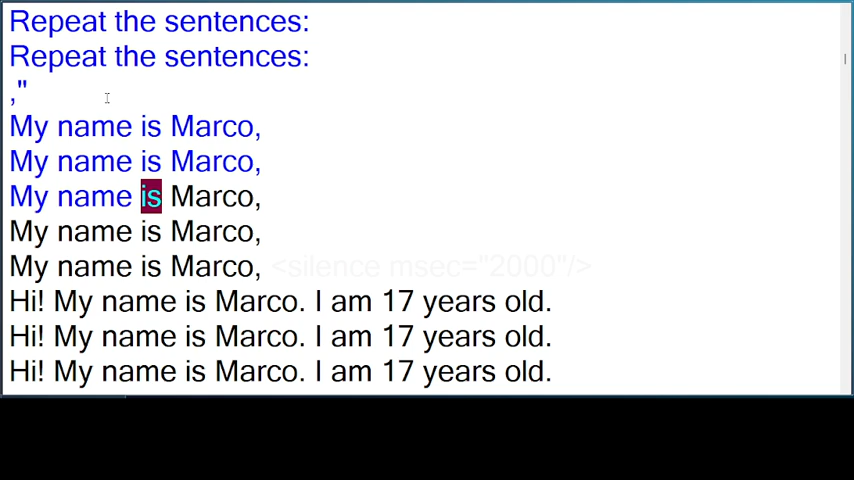 Repeat the sentences:
Repeat the sentences:
,"
My name is Marco,
My name is Marco,
My name is Marco,
My name is Marco,
My name is Marco, <silence msec="2000"/>
Hi! My name is Marco. I am 17 years old.
Hi! My name is Marco. I am 17 years old.
Hi! My name is Marco. I am 17 years old.